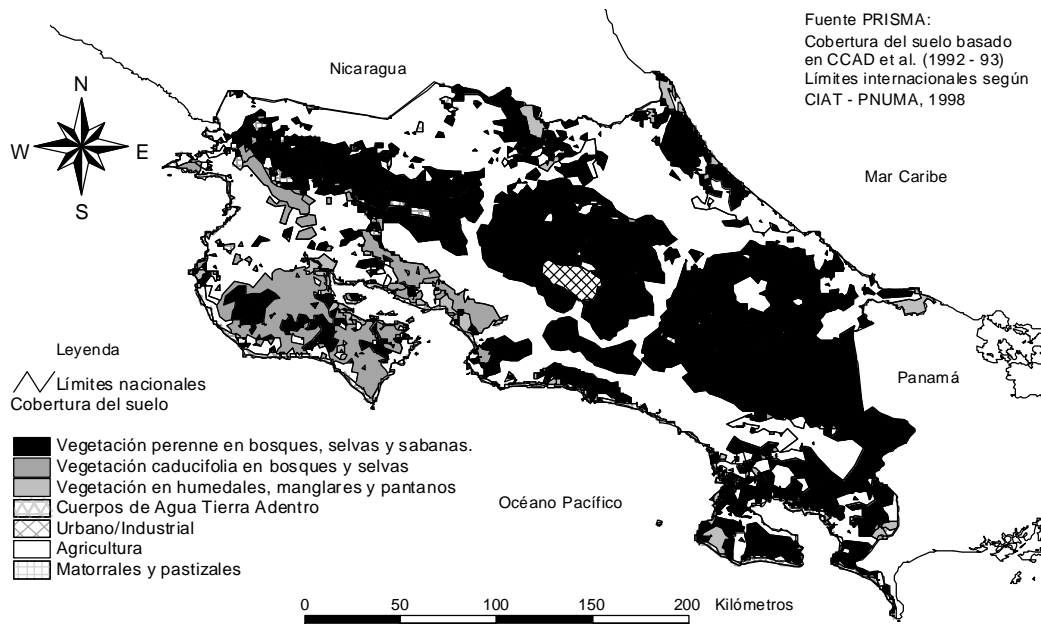 Fuente PRISMA:
Cobertura del suelo basado
en CCAD et al. (1992 - 93)
Límites internacionales según
CIAT - PNUMA, 1998
Nicaragua
N
W
E
S
Mar Caribe
Panamá
Océano Pacífico
Leyenda
Límites nacionales
Cobertura del suelo
Vegetación perenne en bosques, selvas y sabanas.
Vegetación caducifolia en bosques y selvas
Vegetación en humedales, manglares y pantanos
Cuerpos de Agua Tierra Adentro
Urbano/Industrial
Agricultura
Matorrales y pastizales
0 50 100 150 200 Kilómetros